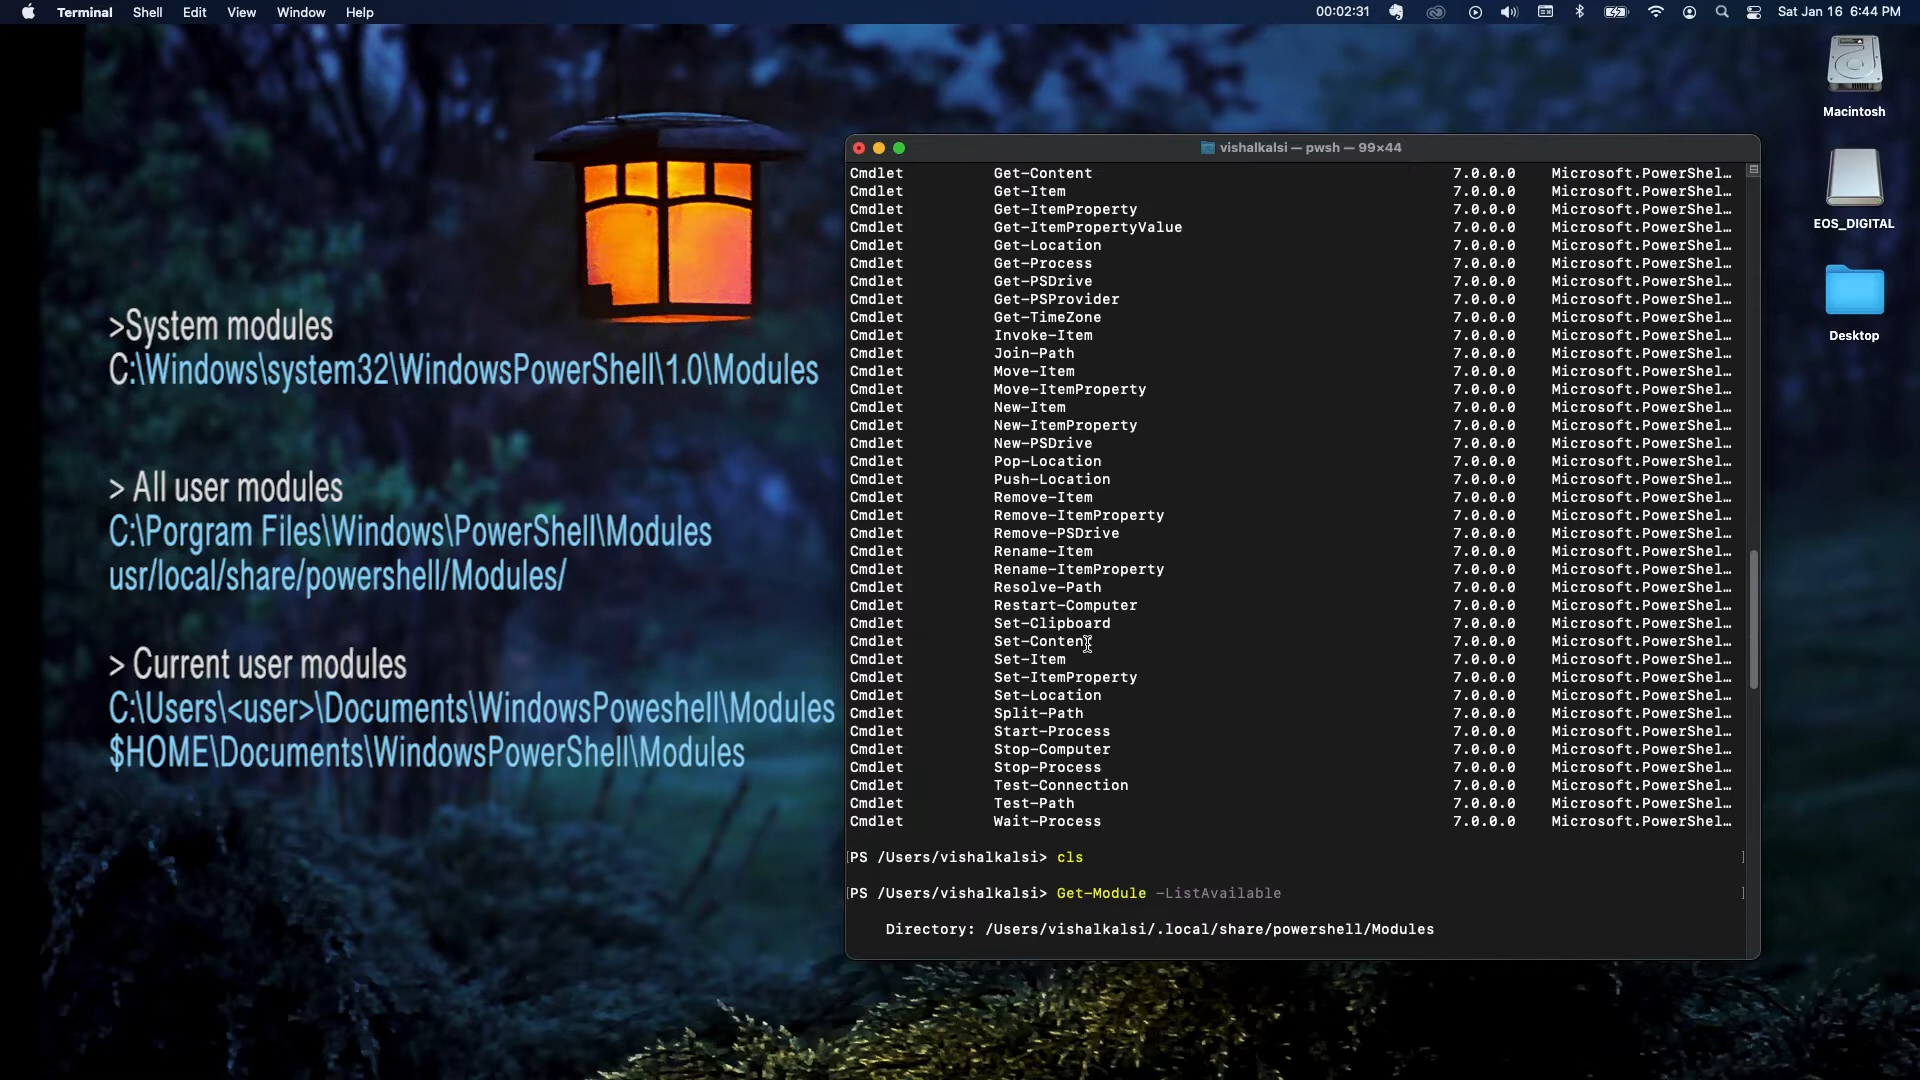 Terminal Shell Edit View Window Help 00:02:31 Sat Jan 16 6:44 PM
Macintosh
EOS_DIGITAL
Desktop
>System modules
C:\Windows\system32\WindowsPowerShell\1.0\Modules
> All user modules
C:\Porgram Files\Windows\PowerShell\Modules
usr/local/share/powershell/Modules/
> Current user modules
C:\Users\<user>\Documents\WindowsPoweshell\Modules
$HOME\Documents\WindowsPowerShell\Modules
vishalkalsi — pwsh — 99×44
Cmdlet Get-Content 7.0.0.0 Microsoft.PowerShel…
Cmdlet Get-Item 7.0.0.0 Microsoft.PowerShel…
Cmdlet Get-ItemProperty 7.0.0.0 Microsoft.PowerShel…
Cmdlet Get-ItemPropertyValue 7.0.0.0 Microsoft.PowerShel…
Cmdlet Get-Location 7.0.0.0 Microsoft.PowerShel…
Cmdlet Get-Process 7.0.0.0 Microsoft.PowerShel…
Cmdlet Get-PSDrive 7.0.0.0 Microsoft.PowerShel…
Cmdlet Get-PSProvider 7.0.0.0 Microsoft.PowerShel…
Cmdlet Get-TimeZone 7.0.0.0 Microsoft.PowerShel…
Cmdlet Invoke-Item 7.0.0.0 Microsoft.PowerShel…
Cmdlet Join-Path 7.0.0.0 Microsoft.PowerShel…
Cmdlet Move-Item 7.0.0.0 Microsoft.PowerShel…
Cmdlet Move-ItemProperty 7.0.0.0 Microsoft.PowerShel…
Cmdlet New-Item 7.0.0.0 Microsoft.PowerShel…
Cmdlet New-ItemProperty 7.0.0.0 Microsoft.PowerShel…
Cmdlet New-PSDrive 7.0.0.0 Microsoft.PowerShel…
Cmdlet Pop-Location 7.0.0.0 Microsoft.PowerShel…
Cmdlet Push-Location 7.0.0.0 Microsoft.PowerShel…
Cmdlet Remove-Item 7.0.0.0 Microsoft.PowerShel…
Cmdlet Remove-ItemProperty 7.0.0.0 Microsoft.PowerShel…
Cmdlet Remove-PSDrive 7.0.0.0 Microsoft.PowerShel…
Cmdlet Rename-Item 7.0.0.0 Microsoft.PowerShel…
Cmdlet Rename-ItemProperty 7.0.0.0 Microsoft.PowerShel…
Cmdlet Resolve-Path 7.0.0.0 Microsoft.PowerShel…
Cmdlet Restart-Computer 7.0.0.0 Microsoft.PowerShel…
Cmdlet Set-Clipboard 7.0.0.0 Microsoft.PowerShel…
Cmdlet Set-Content 7.0.0.0 Microsoft.PowerShel…
Cmdlet Set-Item 7.0.0.0 Microsoft.PowerShel…
Cmdlet Set-ItemProperty 7.0.0.0 Microsoft.PowerShel…
Cmdlet Set-Location 7.0.0.0 Microsoft.PowerShel…
Cmdlet Split-Path 7.0.0.0 Microsoft.PowerShel…
Cmdlet Start-Process 7.0.0.0 Microsoft.PowerShel…
Cmdlet Stop-Computer 7.0.0.0 Microsoft.PowerShel…
Cmdlet Stop-Process 7.0.0.0 Microsoft.PowerShel…
Cmdlet Test-Connection 7.0.0.0 Microsoft.PowerShel…
Cmdlet Test-Path 7.0.0.0 Microsoft.PowerShel…
Cmdlet Wait-Process 7.0.0.0 Microsoft.PowerShel…
[PS /Users/vishalkalsi> cls ]
[PS /Users/vishalkalsi> Get-Module -ListAvailable ]
Directory: /Users/vishalkalsi/.local/share/powershell/Modules